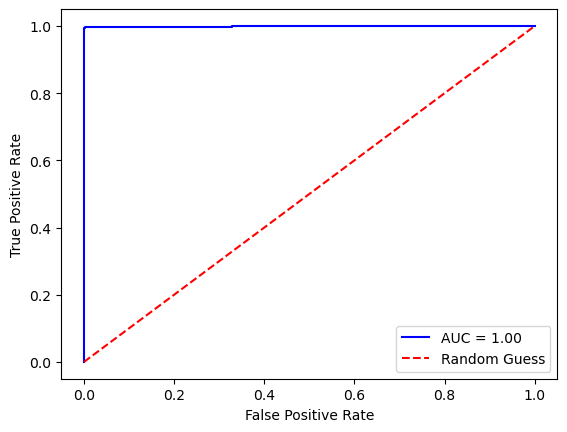 1.0
0.8
0.6
0.4
0.2
0.0
True Positive Rate
0.0 0.2 0.4 0.6 0.8 1.0
False Positive Rate
AUC = 1.00
Random Guess